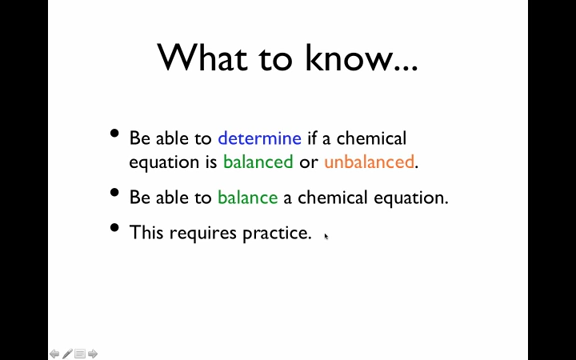 What to know...
• Be able to determine if a chemical
equation is balanced or unbalanced.
• Be able to balance a chemical equation.
• This requires practice.